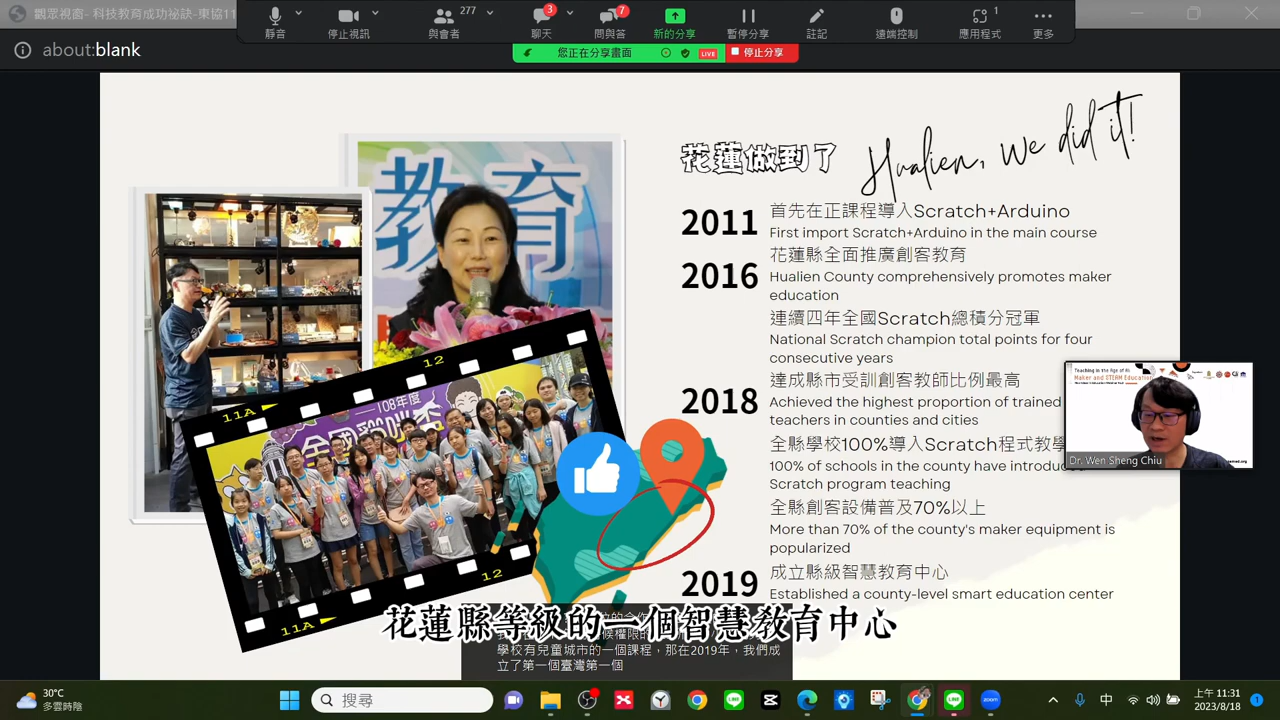 觀眾視窗- 科技教育成功祕訣-東協11
靜音
停止視訊
277
與會者
3
聊天
7
問與答
新的分享
暫停分享
註記
遠端控制
1
應用程式
更多
about:blank
您正在分享畫面
LIVE
停止分享
花蓮做到了
Hualien, we did it!
教育
2011
首先在正課程導入Scratch+Arduino
First import Scratch+Arduino in the main course
2016
花蓮縣全面推廣創客教育
Hualien County comprehensively promotes maker
education
連續四年全國Scratch總積分冠軍
National Scratch champion total points for four
consecutive years
2018
達成縣市受訓創客教師比例最高
Achieved the highest proportion of trained
teachers in counties and cities
全縣學校100%導入Scratch程式教學
100% of schools in the county have introduc
Scratch program teaching
全縣創客設備普及70%以上
More than 70% of the county's maker equipment is
popularized
2019
成立縣級智慧教育中心
Established a county-level smart education center
12
11A
108年度
全國貓咪盃
12
11A
Teaching in the Age of AI
Maker and STEAM Education
Dr. Wen Sheng Chiu
花蓮縣等級的一個智慧教育中心
學校有兒童城市的一個課程，那在2019年，我們成
立了第一個臺灣第一個
30°C
多雲時陰
搜尋
中
上午 11:31
2023/8/18
1